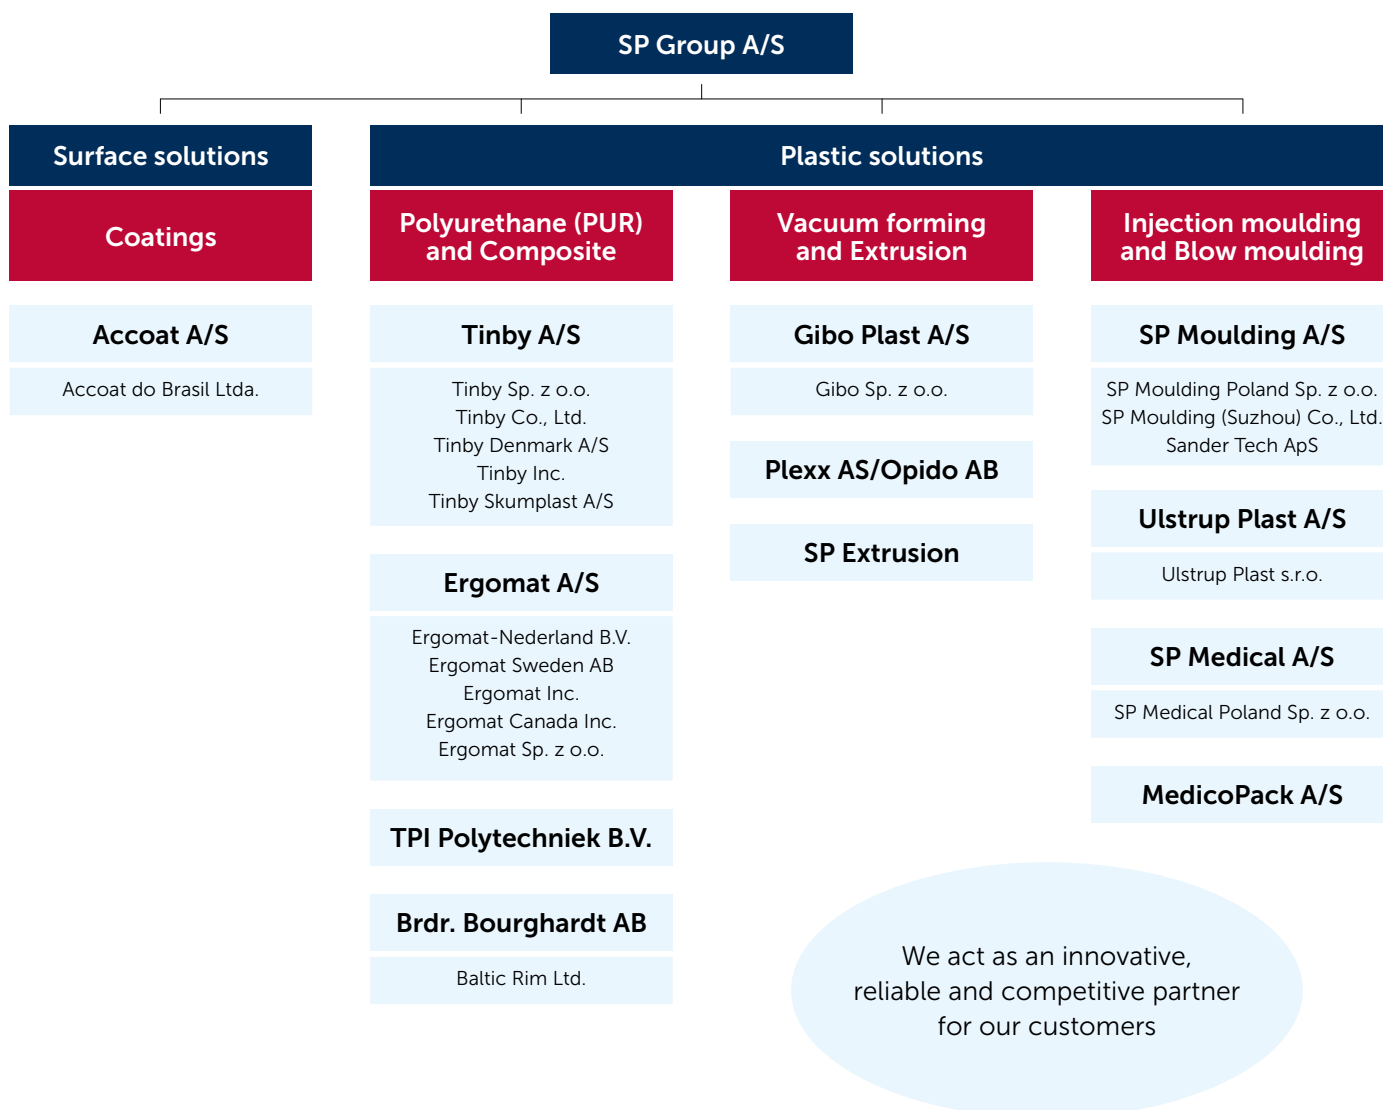 SP Group A/S
Surface solutions
Coatings
Accoat A/S
Accoat do Brasil Ltda.
Plastic solutions
Polyurethane (PUR)
and Composite
Tinby A/S
Tinby Sp. z o.o.
Tinby Co., Ltd.
Tinby Denmark A/S
Tinby Inc.
Tinby Skumplast A/S
Ergomat A/S
Ergomat-Nederland B.V.
Ergomat Sweden AB
Ergomat Inc.
Ergomat Canada Inc.
Ergomat Sp. z o.o.
TPI Polytechniek B.V.
Brdr. Bourghardt AB
Baltic Rim Ltd.
Vacuum forming
and Extrusion
Gibo Plast A/S
Gibo Sp. z o.o.
Plexx AS/Opido AB
SP Extrusion
Injection moulding
and Blow moulding
SP Moulding A/S
SP Moulding Poland Sp. z o.o.
SP Moulding (Suzhou) Co., Ltd.
Sander Tech ApS
Ulstrup Plast A/S
Ulstrup Plast s.r.o.
SP Medical A/S
SP Medical Poland Sp. z o.o.
MedicoPack A/S
We act as an innovative,
reliable and competitive partner
for our customers